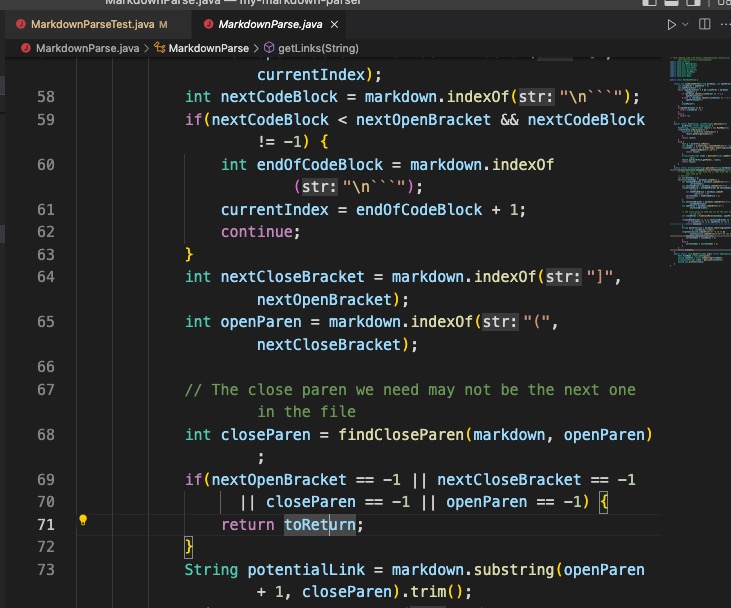 MarkdownParse.java — my-markdown-parser
MarkdownParseTest.java M
MarkdownParse.java ×
MarkdownParse.java > MarkdownParse > getLinks(String)
currentIndex);
58 int nextCodeBlock = markdown.indexOf(str: "\n```");
59 if(nextCodeBlock < nextOpenBracket && nextCodeBlock
!= -1) {
60 int endOfCodeBlock = markdown.indexOf
(str: "\n```");
61 currentIndex = endOfCodeBlock + 1;
62 continue;
63 }
64 int nextCloseBracket = markdown.indexOf(str: "]",
nextOpenBracket);
65 int openParen = markdown.indexOf(str: "(",
nextCloseBracket);
66
67 // The close paren we need may not be the next one
in the file
68 int closeParen = findCloseParen(markdown, openParen)
;
69 if(nextOpenBracket == -1 || nextCloseBracket == -1
70 || closeParen == -1 || openParen == -1) {
71 return toReturn;
72 }
73 String potentialLink = markdown.substring(openParen
+ 1, closeParen).trim();